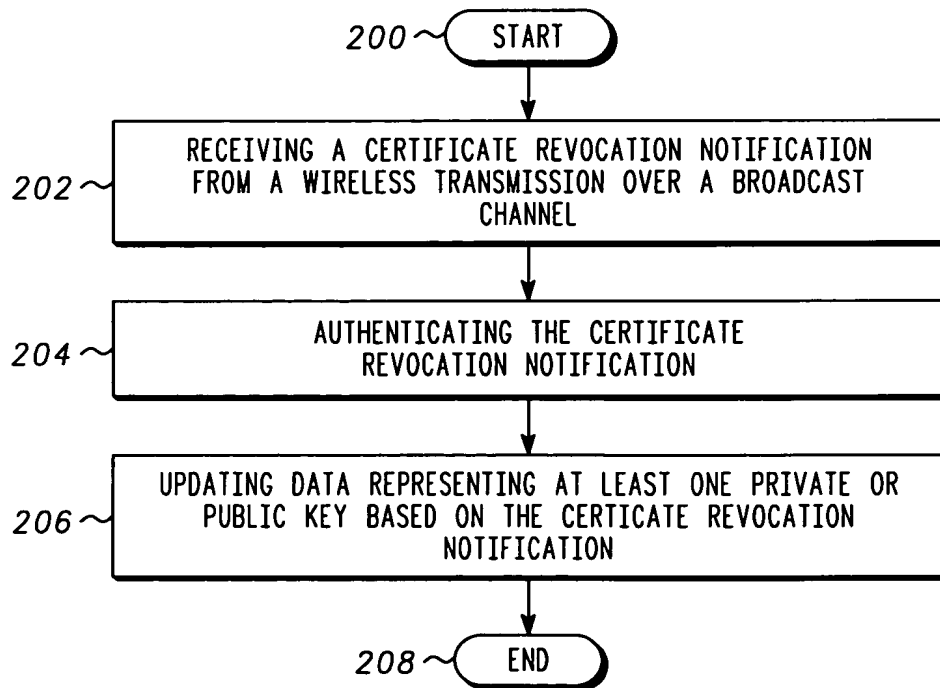 200
START
202
RECEIVING A CERTIFICATE REVOCATION NOTIFICATION
FROM A WIRELESS TRANSMISSION OVER A BROADCAST
CHANNEL
204
AUTHENTICATING THE CERTIFICATE
REVOCATION NOTIFICATION
206
UPDATING DATA REPRESENTING AT LEAST ONE PRIVATE OR
PUBLIC KEY BASED ON THE CERTICATE REVOCATION
NOTIFICATION
208
END